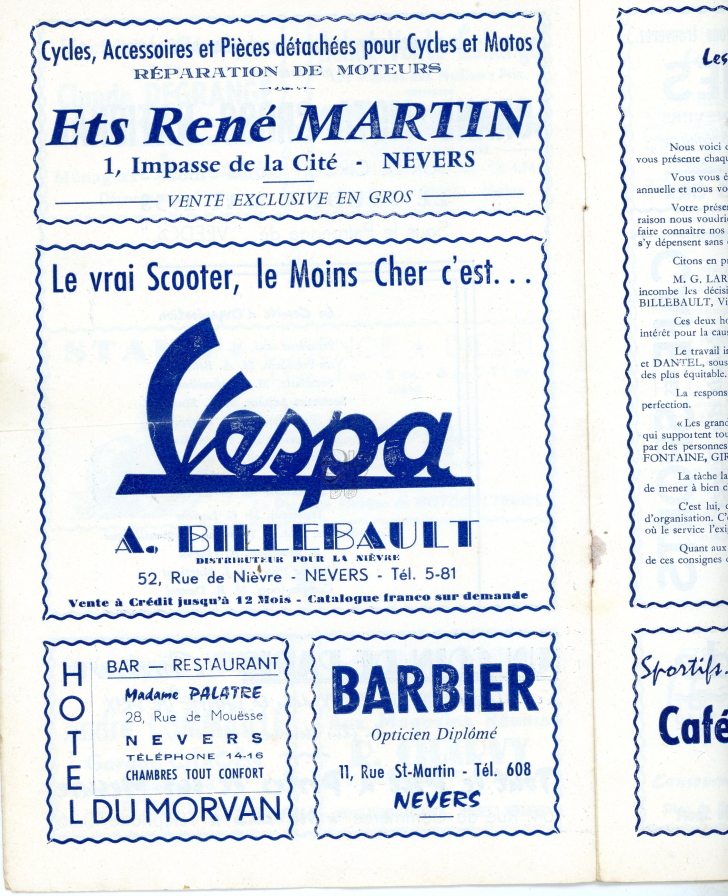 Cycles, Accessoires et Pièces détachées pour Cycles et Motos
RÉPARATION DE MOTEURS
Ets René MARTIN
1, Impasse de la Cité - NEVERS
VENTE EXCLUSIVE EN GROS
Le vrai Scooter, le Moins Cher c'est...
Vespa
A. BILLEBAULT
DISTRIBUTEUR POUR LA NIÈVRE
52, Rue de Nièvre - NEVERS - Tél. 5-81
Vente à Crédit jusqu'à 12 Mois - Catalogue franco sur demande
HOTEL DU MORVAN
BAR — RESTAURANT
Madame PALATRE
28, Rue de Mouësse
NEVERS
TÉLÉPHONE 14-16
CHAMBRES TOUT CONFORT
BARBIER
Opticien Diplômé
11, Rue St-Martin - Tél. 608
NEVERS
Les
Nous voici
vous présente chaq
Vous vous
annuelle et nous vo
Votre prése
raison nous voudri
faire connaître nos
s'y dépensent sans
Citons en p
M. G. LAR
incombe les décisi
BILLEBAULT, Vi
Ces deux ho
intérêt pour la cau
Le travail i
et DANTEL, sous
des plus équitable.
La respons
perfection.
« Les grand
qui supportent tou
par des personnes
FONTAINE, GIR
La tâche la
de mener à bien c
C'est lui,
d'organisation. C'
où le service l'exi
Quant aux
de ces consignes
Sportifs.
Café